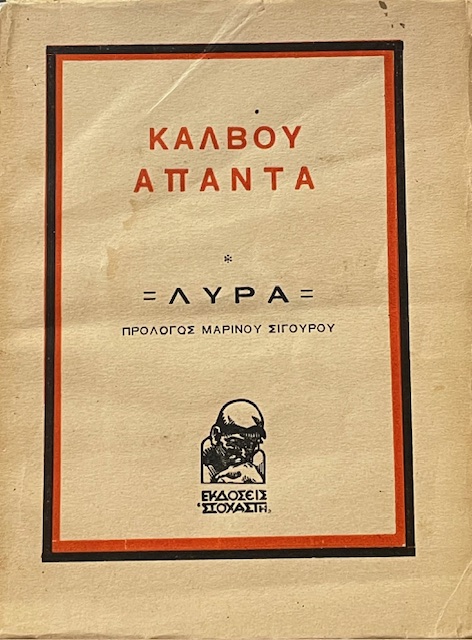 ΚΑΛΒΟΥ
ΑΠΑΝΤΑ
*
=ΛΥΡΑ=
ΠΡΟΛΟΓΟΣ ΜΑΡΙΝΟΥ ΣΙΓΟΥΡΟΥ
ΕΚΔΟΣΕΙΣ
'ΣΤΟΧΑΣΤΗ,